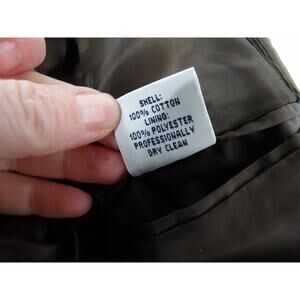 SHELL:
100% COTTON
LINING:
100% POLYESTER
PROFESSIONALLY
DRY CLEAN